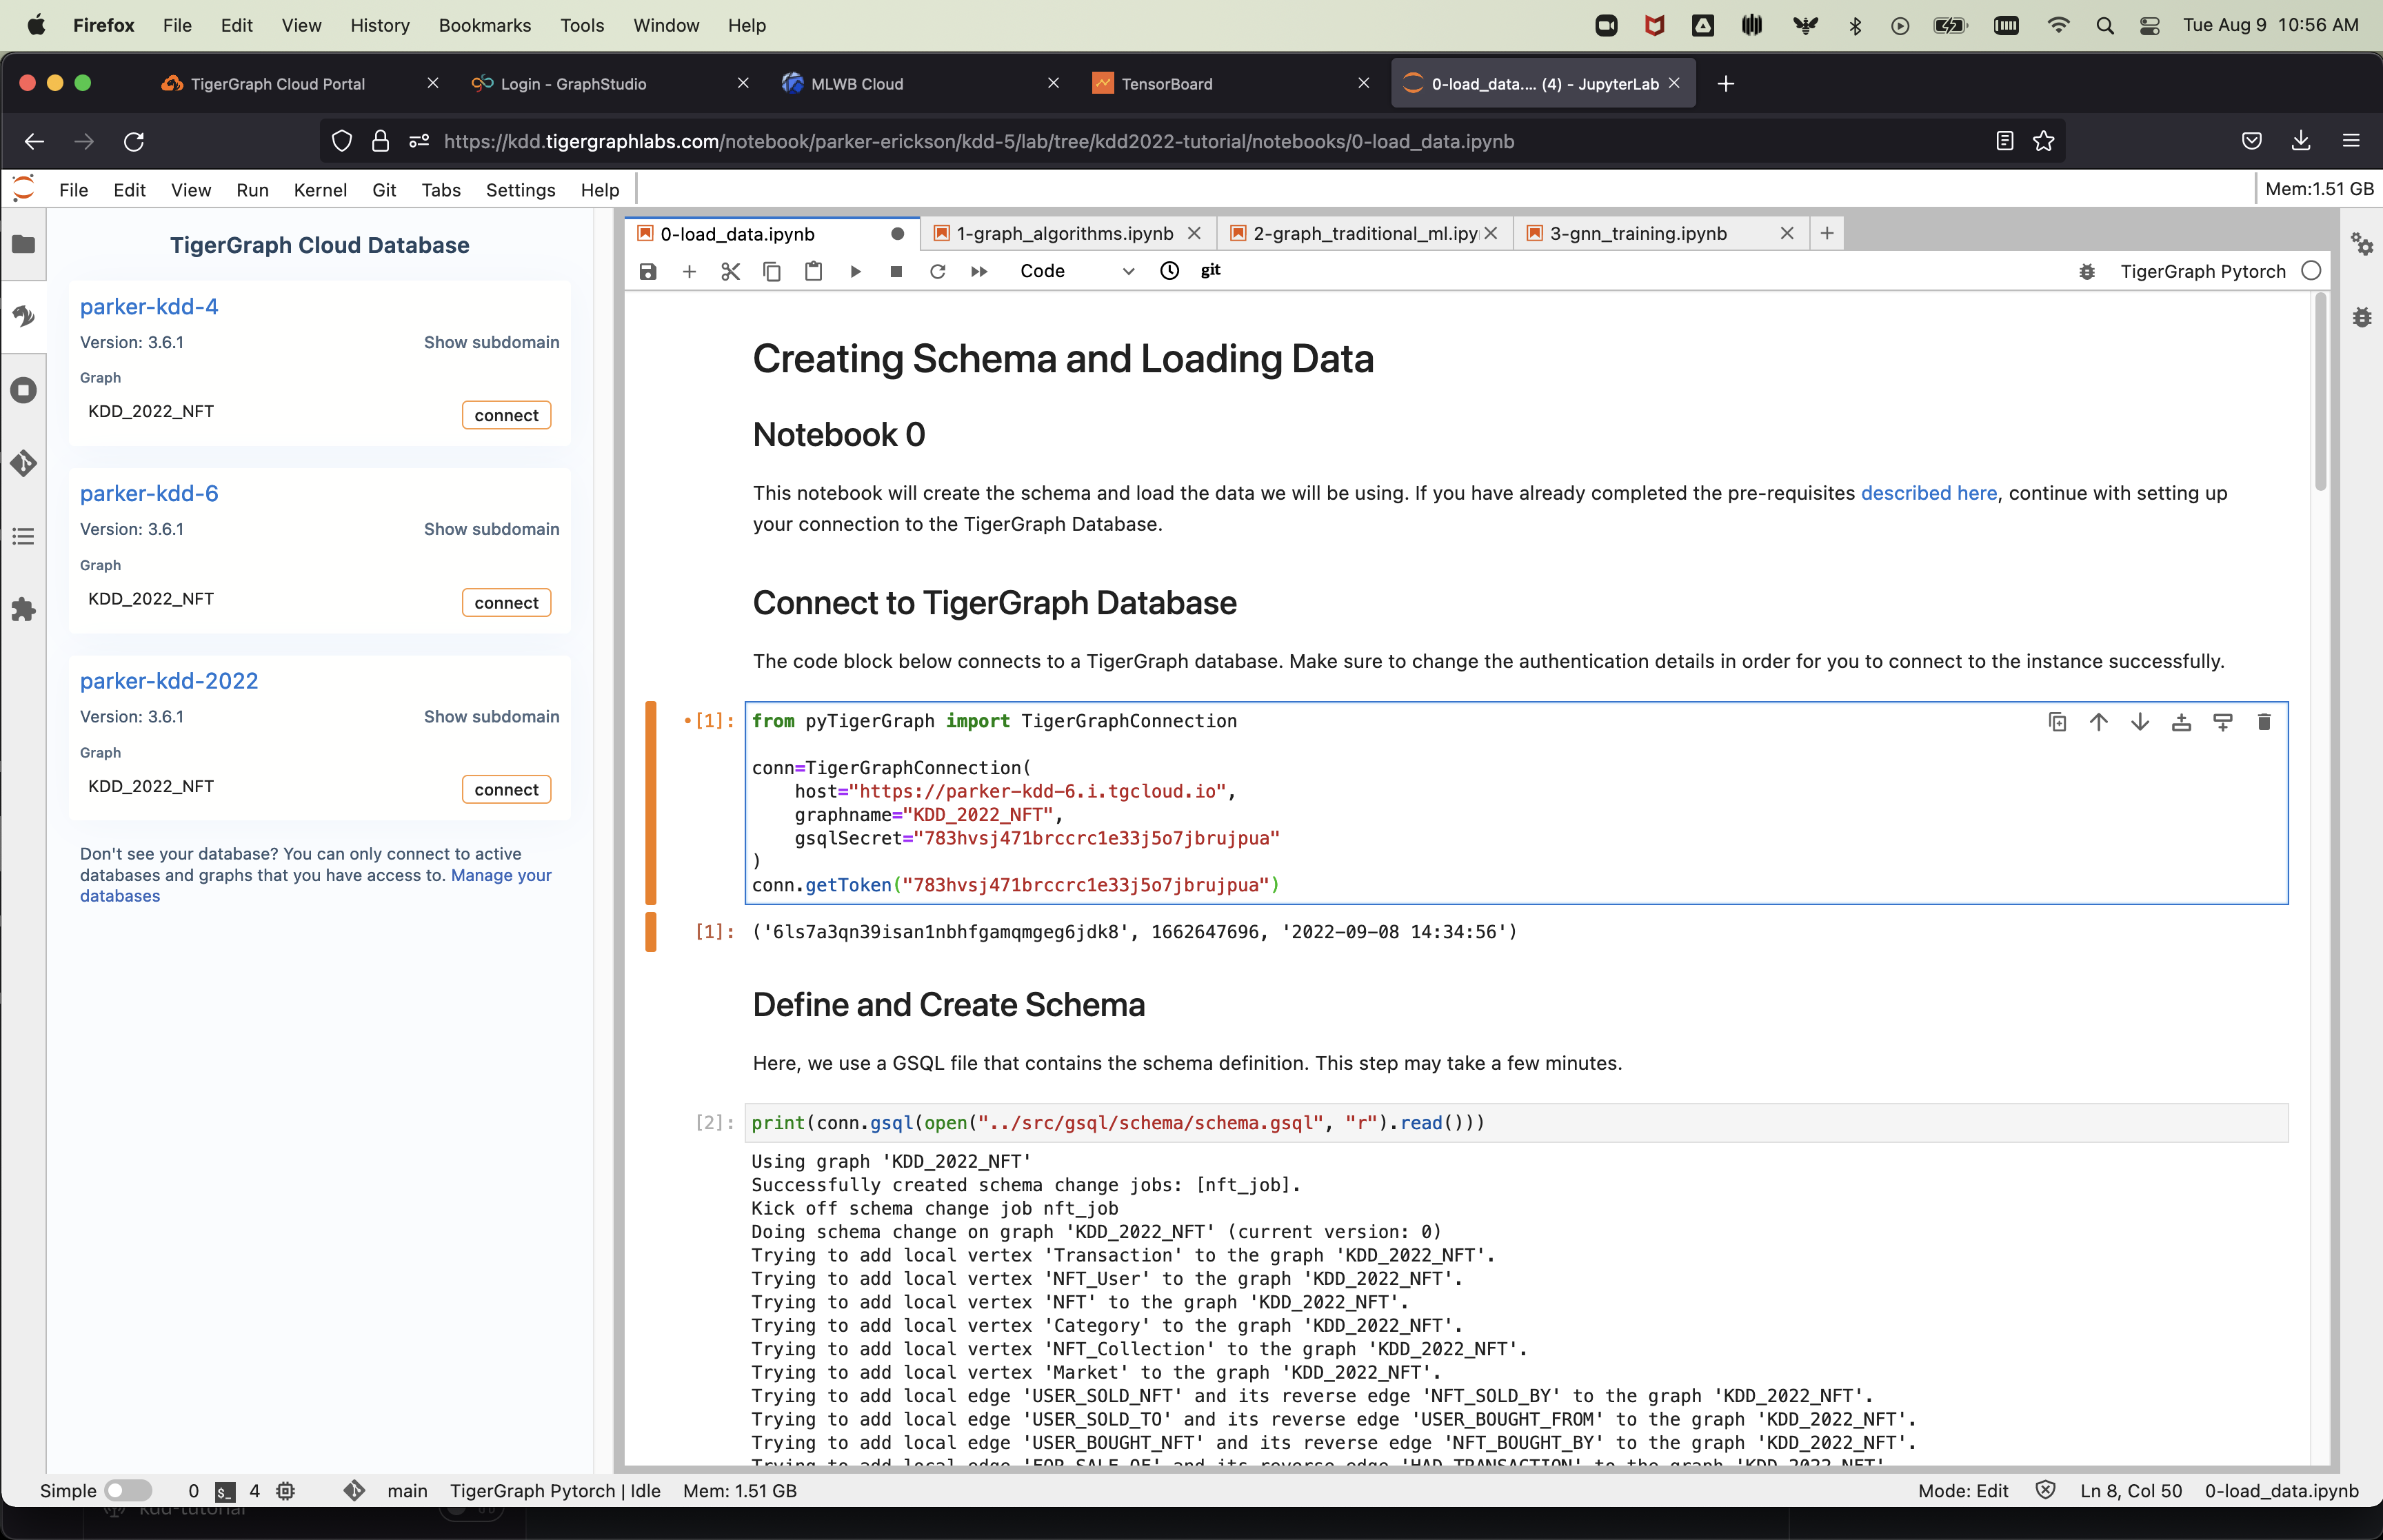 Firefox File Edit View History Bookmarks Tools Window Help Tue Aug 9 10:56 AM
TigerGraph Cloud Portal Login - GraphStudio MLWB Cloud TensorBoard 0-load_data.... (4) - JupyterLab
https://kdd.tigergraphlabs.com/notebook/parker-erickson/kdd-5/lab/tree/kdd2022-tutorial/notebooks/0-load_data.ipynb
File Edit View Run Kernel Git Tabs Settings Help Mem:1.51 GB
TigerGraph Cloud Database
parker-kdd-4
Version: 3.6.1 Show subdomain
Graph
KDD_2022_NFT connect
parker-kdd-6
Version: 3.6.1 Show subdomain
Graph
KDD_2022_NFT connect
parker-kdd-2022
Version: 3.6.1 Show subdomain
Graph
KDD_2022_NFT connect
Don't see your database? You can only connect to active
databases and graphs that you have access to. Manage your
databases
0-load_data.ipynb 1-graph_algorithms.ipynb 2-graph_traditional_ml.ipy 3-gnn_training.ipynb
Code git TigerGraph Pytorch
Creating Schema and Loading Data
Notebook 0
This notebook will create the schema and load the data we will be using. If you have already completed the pre-requisites described here, continue with setting up
your connection to the TigerGraph Database.
Connect to TigerGraph Database
The code block below connects to a TigerGraph database. Make sure to change the authentication details in order for you to connect to the instance successfully.
[1]: from pyTigerGraph import TigerGraphConnection
conn=TigerGraphConnection(
host="https://parker-kdd-6.i.tgcloud.io",
graphname="KDD_2022_NFT",
gsqlSecret="783hvsj471brccrc1e33j5o7jbrujpua"
)
conn.getToken("783hvsj471brccrc1e33j5o7jbrujpua")
[1]: ('6ls7a3qn39isan1nbhfgamqmgeg6jdk8', 1662647696, '2022-09-08 14:34:56')
Define and Create Schema
Here, we use a GSQL file that contains the schema definition. This step may take a few minutes.
[2]: print(conn.gsql(open("../src/gsql/schema/schema.gsql", "r").read()))
Using graph 'KDD_2022_NFT'
Successfully created schema change jobs: [nft_job].
Kick off schema change job nft_job
Doing schema change on graph 'KDD_2022_NFT' (current version: 0)
Trying to add local vertex 'Transaction' to the graph 'KDD_2022_NFT'.
Trying to add local vertex 'NFT_User' to the graph 'KDD_2022_NFT'.
Trying to add local vertex 'NFT' to the graph 'KDD_2022_NFT'.
Trying to add local vertex 'Category' to the graph 'KDD_2022_NFT'.
Trying to add local vertex 'NFT_Collection' to the graph 'KDD_2022_NFT'.
Trying to add local vertex 'Market' to the graph 'KDD_2022_NFT'.
Trying to add local edge 'USER_SOLD_NFT' and its reverse edge 'NFT_SOLD_BY' to the graph 'KDD_2022_NFT'.
Trying to add local edge 'USER_SOLD_TO' and its reverse edge 'USER_BOUGHT_FROM' to the graph 'KDD_2022_NFT'.
Trying to add local edge 'USER_BOUGHT_NFT' and its reverse edge 'NFT_BOUGHT_BY' to the graph 'KDD_2022_NFT'.
Trying to add local edge 'FOR_SALE_OF' and its reverse edge 'HAD_TRANSACTION' to the graph 'KDD_2022_NFT'
Simple 0 $_ 4 main TigerGraph Pytorch | Idle Mem: 1.51 GB Mode: Edit Ln 8, Col 50 0-load_data.ipynb
kdd-tutorial